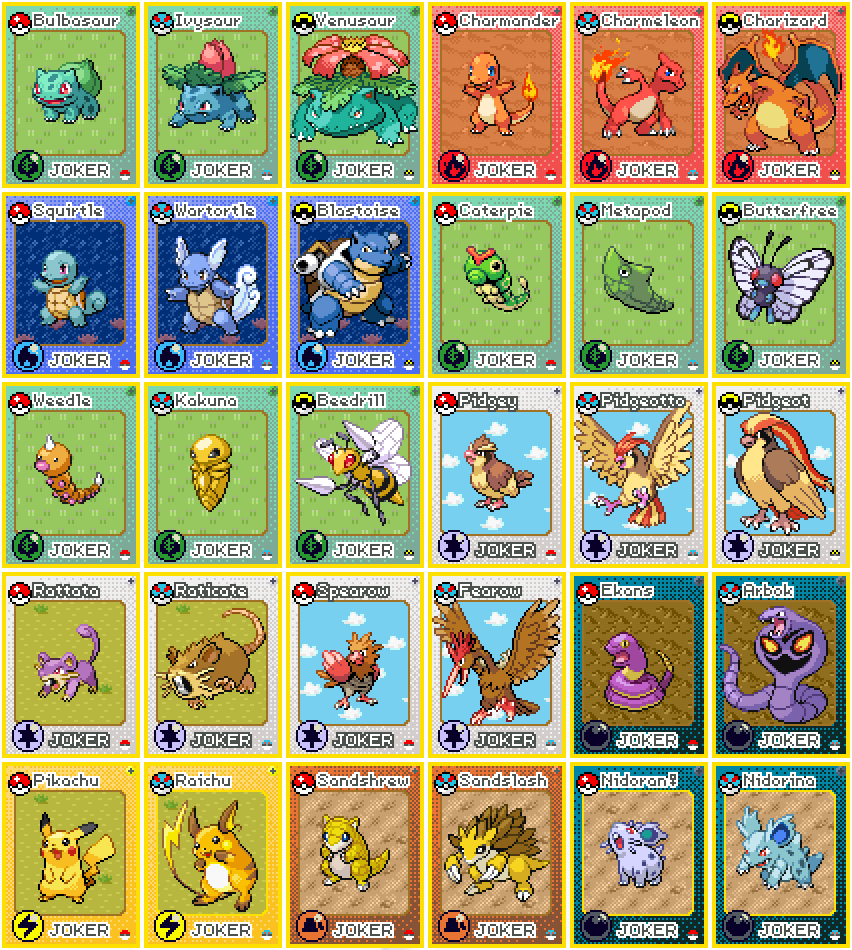 Bulbasaur Ivysaur Venusaur Charmander Charmeleon Charizard
JOKER JOKER JOKER JOKER JOKER JOKER
Squirtle Wartortle Blastoise Caterpie Metapod Butterfree
JOKER JOKER JOKER JOKER JOKER JOKER
Weedle Kakuna Beedrill Pidgey Pidgeotto Pidgeot
JOKER JOKER JOKER JOKER JOKER JOKER
Rattata Raticate Spearow Fearow Ekans Arbok
JOKER JOKER JOKER JOKER JOKER JOKER
Pikachu Raichu Sandshrew Sandslash Nidoran♀ Nidorina
JOKER JOKER JOKER JOKER JOKER JOKER